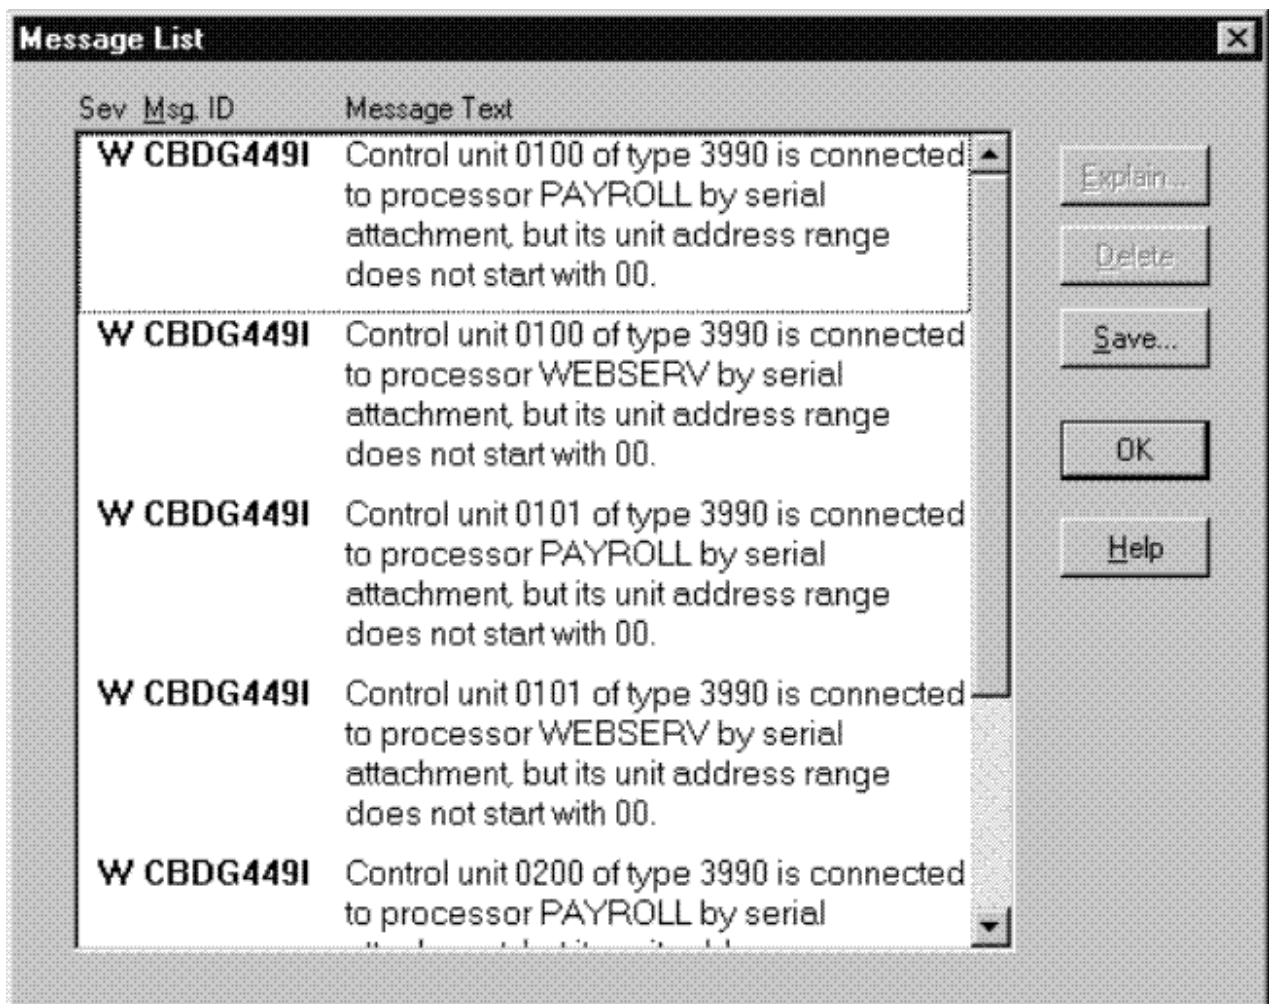 Message List
Sev Msg. ID Message Text
W CBDG449I Control unit 0100 of type 3990 is connected
to processor PAYROLL by serial
attachment, but its unit address range
does not start with 00.
W CBDG449I Control unit 0100 of type 3990 is connected
to processor WEBSERV by serial
attachment, but its unit address range
does not start with 00.
W CBDG449I Control unit 0101 of type 3990 is connected
to processor PAYROLL by serial
attachment, but its unit address range
does not start with 00.
W CBDG449I Control unit 0101 of type 3990 is connected
to processor WEBSERV by serial
attachment, but its unit address range
does not start with 00.
W CBDG449I Control unit 0200 of type 3990 is connected
to processor PAYROLL by serial
Explain...
Delete
Save...
OK
Help